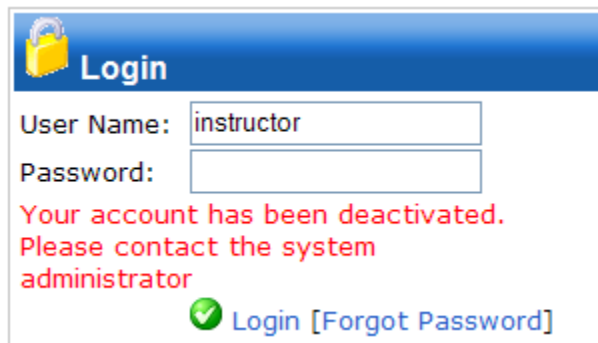 Login
User Name: instructor
Password:
Your account has been deactivated.
Please contact the system
administrator
Login [Forgot Password]